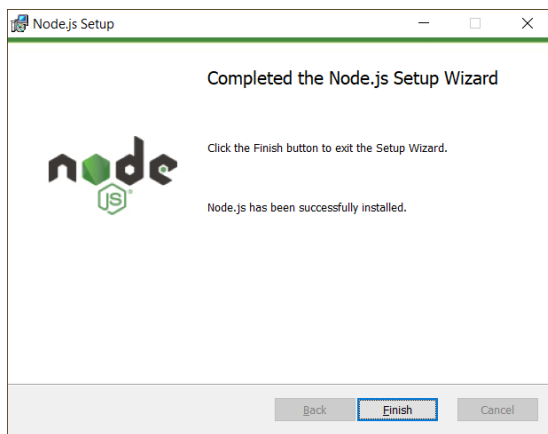 Node.js Setup
Completed the Node.js Setup Wizard
Click the Finish button to exit the Setup Wizard.
node
JS
Node.js has been successfully installed.
Back
Finish
Cancel